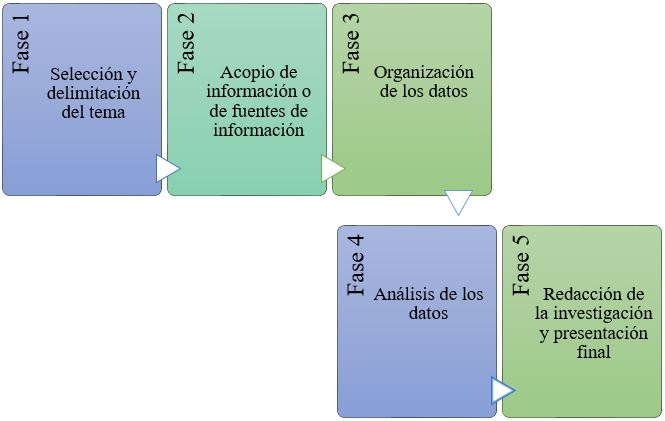 Fase 1
Selección y
delimitación
del tema
Fase 2
Acopio de
información o
de fuentes de
información
Fase 3
Organización
de los datos
Fase 4
Análisis de los
datos
Fase 5
Redacción de
la investigación
y presentación
final